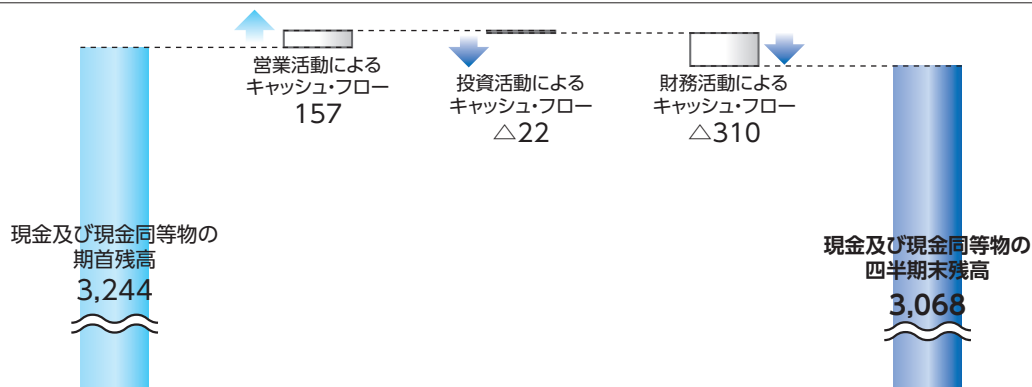 営業活動による
キャッシュ・フロー
157
投資活動による
キャッシュ・フロー
△22
財務活動による
キャッシュ・フロー
△310
現金及び現金同等物の
期首残高
3,244
現金及び現金同等物の
四半期末残高
3,068